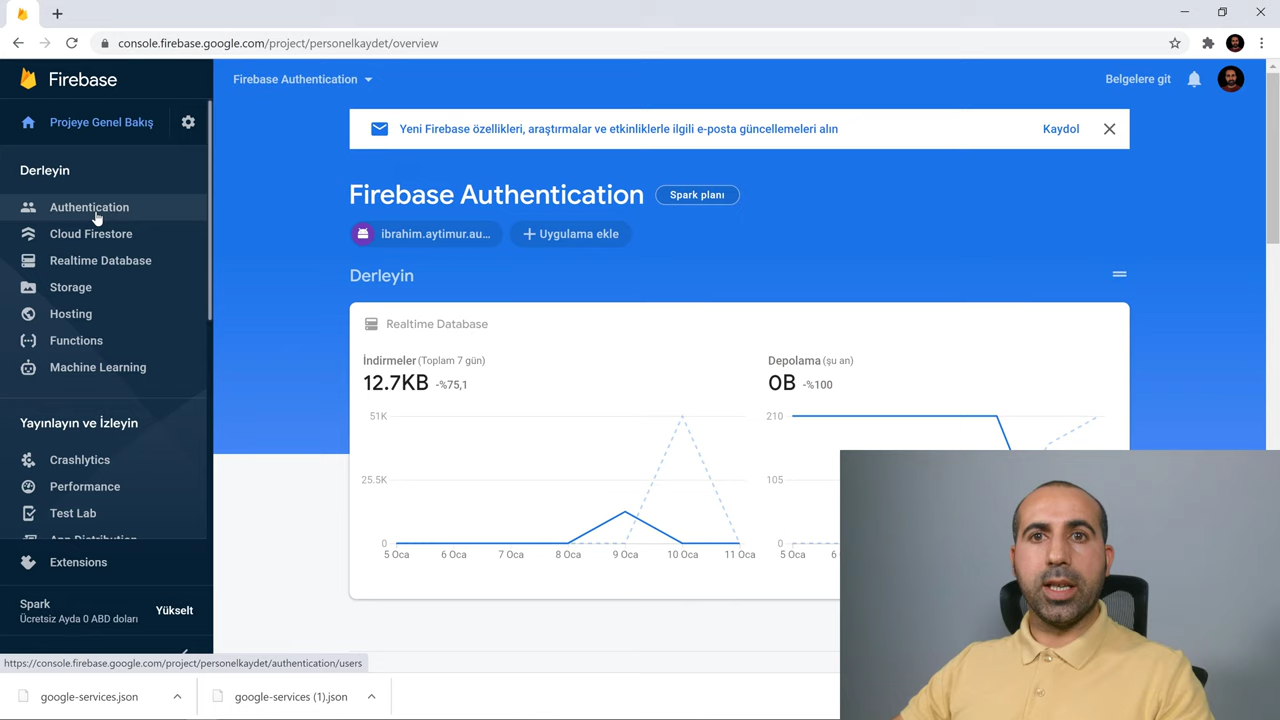 console.firebase.google.com/project/personelkaydet/overview
Firebase
Projeye Genel Bakış
Derleyin
Authentication
Cloud Firestore
Realtime Database
Storage
Hosting
Functions
Machine Learning
Yayınlayın ve İzleyin
Crashlytics
Performance
Test Lab
App Distribution
Extensions
Spark
Ücretsiz Ayda 0 ABD doları
Yükselt
Firebase Authentication
Belgelere git
Yeni Firebase özellikleri, araştırmalar ve etkinliklerle ilgili e-posta güncellemeleri alın
Kaydol
Firebase Authentication
Spark planı
ibrahim.aytimur.au...
Uygulama ekle
Derleyin
Realtime Database
İndirmeler (Toplam 7 gün)
12.7KB -%75,1
51K
25.5K
0
5 Oca 6 Oca 7 Oca 8 Oca 9 Oca 10 Oca 11 Oca
Depolama (şu an)
0B -%100
210
105
0
5 Oca 6
https://console.firebase.google.com/project/personelkaydet/authentication/users
google-services.json
google-services (1).json